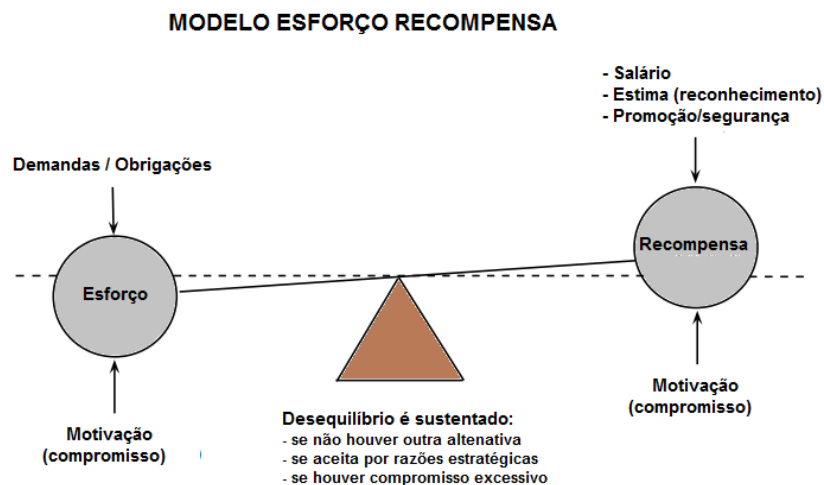 MODELO ESFORÇO RECOMPENSA
- Salário
- Estima (reconhecimento)
- Promoção/segurança
Demandas / Obrigações
Recompensa
Esforço
Motivação
(compromisso)
Desequilíbrio é sustentado:
- se não houver outra altenativa
- se aceita por razões estratégicas
- se houver compromisso excessivo
Motivação
(compromisso)